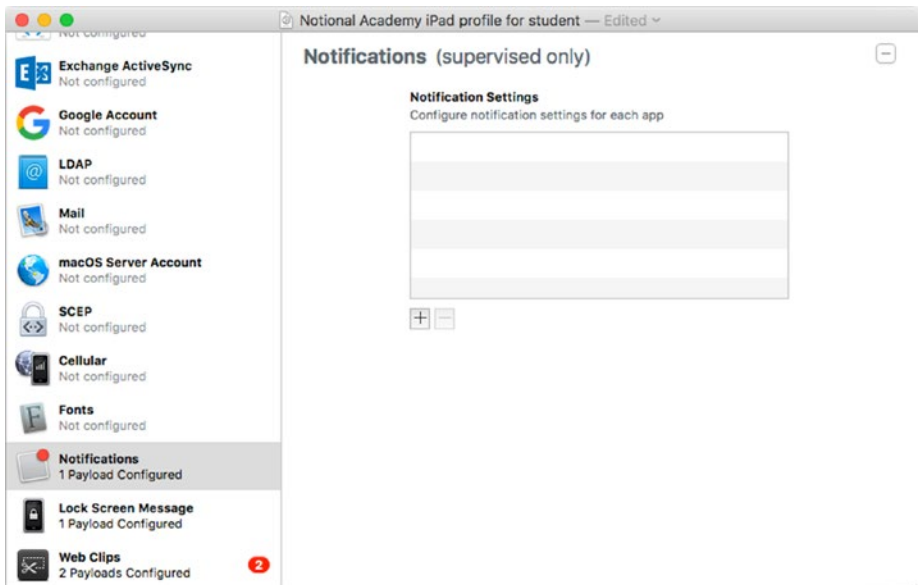 Notional Academy iPad profile for student — Edited
Not configured
Exchange ActiveSync
Not configured
Google Account
Not configured
LDAP
Not configured
Mail
Not configured
macOS Server Account
Not configured
SCEP
Not configured
Cellular
Not configured
Fonts
Not configured
Notifications
1 Payload Configured
Lock Screen Message
1 Payload Configured
Web Clips
2 Payloads Configured
2
Notifications (supervised only)
Notification Settings
Configure notification settings for each app